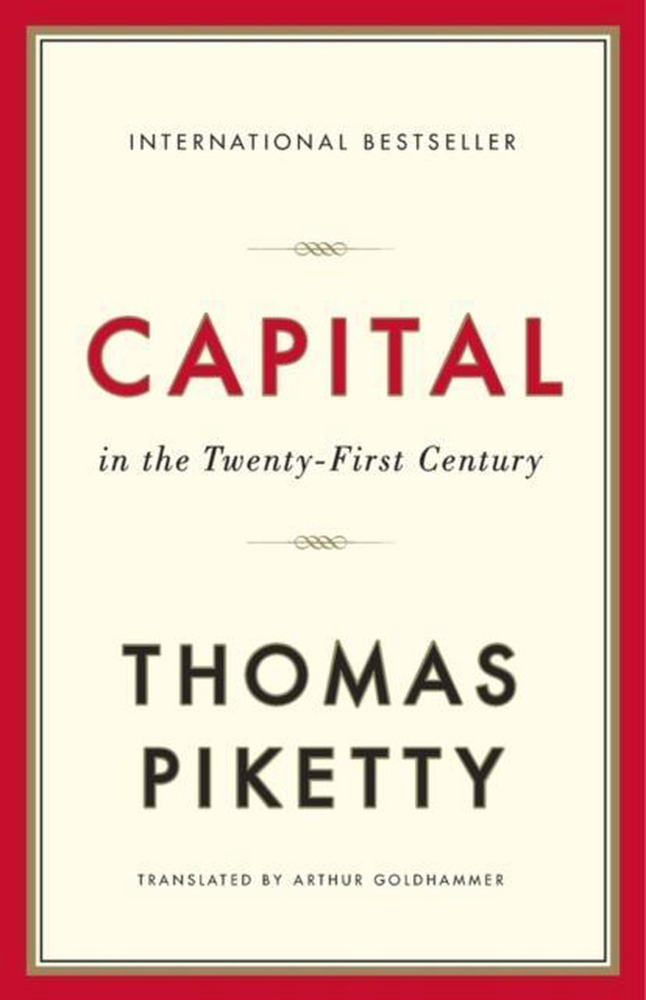 INTERNATIONAL BESTSELLER
CAPITAL
in the Twenty-First Century
THOMAS
PIKETTY
TRANSLATED BY ARTHUR GOLDHAMMER